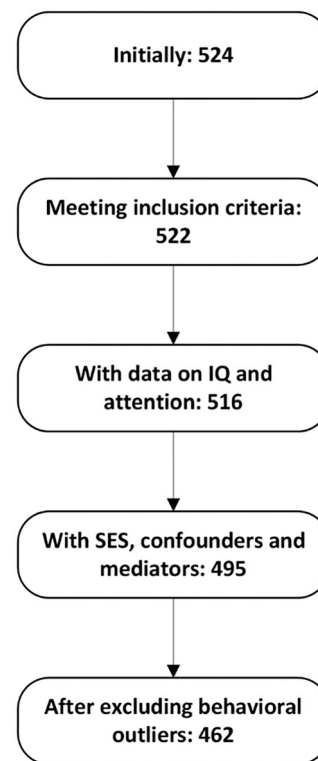 Initially: 524
Meeting inclusion criteria:
522
With data on IQ and
attention: 516
With SES, confounders and
mediators: 495
After excluding behavioral
outliers: 462